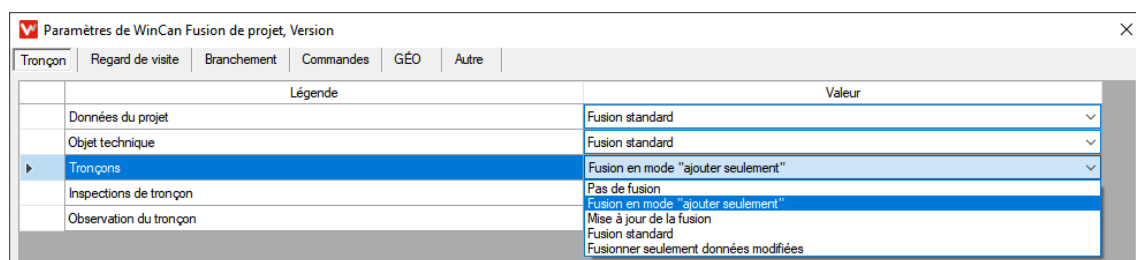 Paramètres de WinCan Fusion de projet, Version
Tronçon Regard de visite Branchement Commandes GÉO Autre
Légende Valeur
Données du projet Fusion standard
Objet technique Fusion standard
Tronçons Fusion en mode "ajouter seulement"
Inspections de tronçon Pas de fusion
Fusion en mode "ajouter seulement"
Observation du tronçon Mise à jour de la fusion
Fusion standard
Fusionner seulement données modifiées